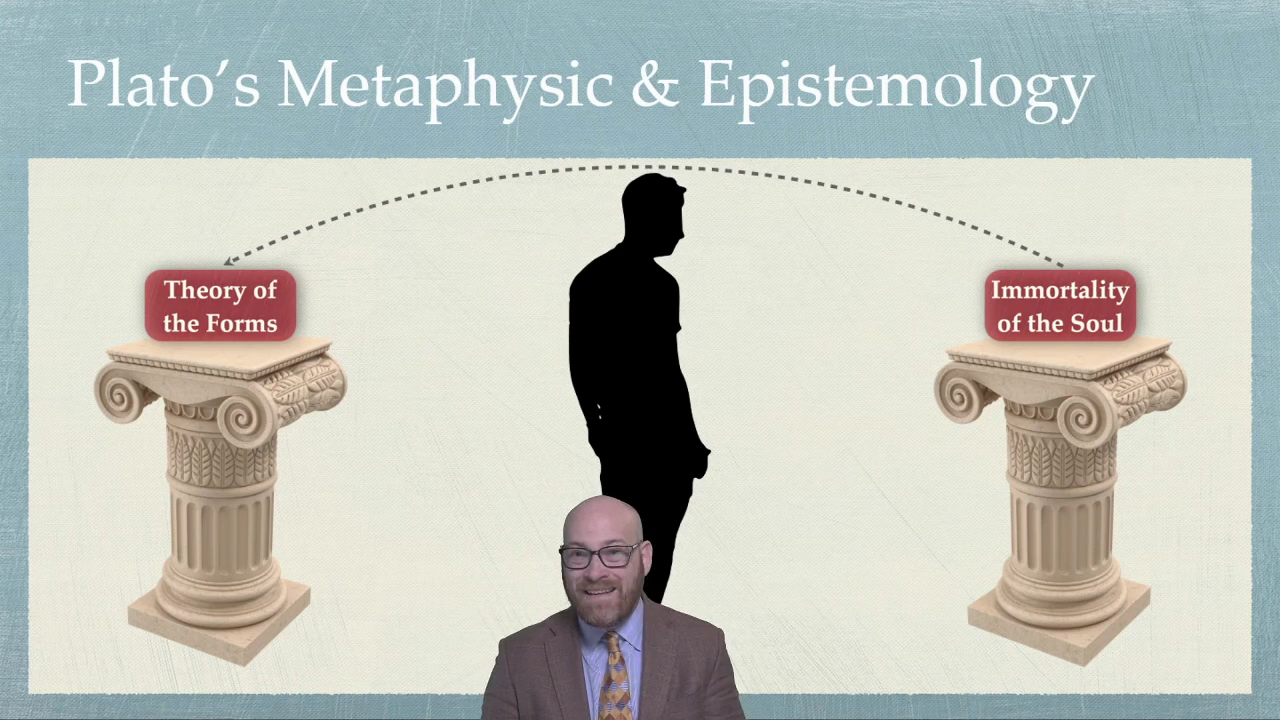 Plato’s Metaphysic & Epistemology
Theory of
the Forms
Immortality
of the Soul